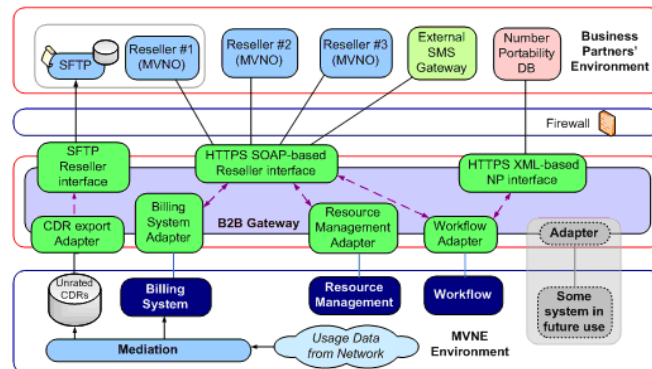 SFTP
Reseller #1
(MVNO)
Reseller #2
(MVNO)
Reseller #3
(MVNO)
External
SMS
Gateway
Number
Portability
DB
Business
Partners'
Environment
Firewall
SFTP
Reseller
interface
HTTPS SOAP-based
Reseller interface
HTTPS XML-based
NP interface
CDR export
Adapter
Billing
System
Adapter
B2B Gateway
Resource
Management
Adapter
Workflow
Adapter
Adapter
Unrated
CDRs
Billing
System
Resource
Management
Workflow
Some
system in
future use
Mediation
Usage Data
from Network
MVNE
Environment